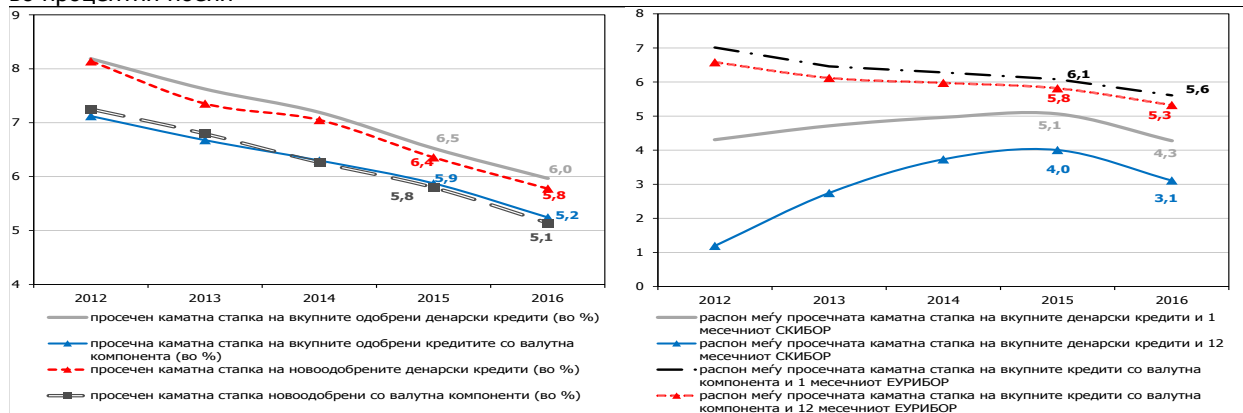 9
8
7
6
5
4
6,5
6,0
6,4
5,9
5,8
5,8
5,2
5,1
2012 2013 2014 2015 2016
просечен каматна стапка на вкупните одобрени денарски кредити (во %)
просечна каматна стапка на вкупните одобрени кредитите со валутна
компонента (во %)
просечен каматна стапка на новоодобрените денарски кредити (во %)
просечен каматна стапка новоодобрени со валутна компоненти (во %)
8
7
6
5
4
3
2
1
0
6,1
5,6
5,8
5,3
5,1
4,3
4,0
3,1
2012 2013 2014 2015 2016
распон меѓу просечната каматна стапка на вкупните денарски кредити и 1
месечниот СКИБОР
распон меѓу просечната каматна стапка на вкупните денарски кредити и 12
месечниот СКИБОР
распон меѓу просечната каматна стапка на вкупните кредити со валутна
компонента и 1 месечниот ЕУРИБОР
распон меѓу просечната каматна стапка на вкупните кредити со валутна
компонента и 12 месечниот ЕУРИБОР